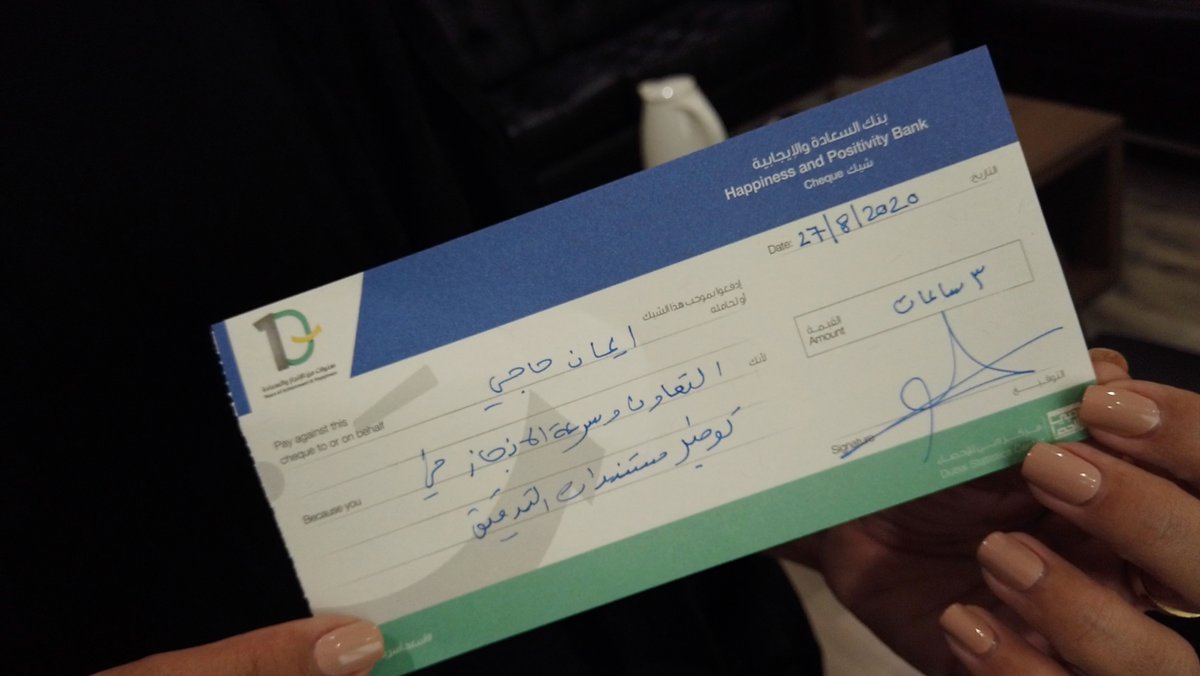 بنك السعادة والإيجابية
Happiness and Positivity Bank
شيك Cheque
التاريخ:
Date: 27/8/2020
إدفعوا بموجب هذا الشيك
أو لحامله
ايمان حاجي
Pay against this
cheque to or on behalf
القيمة
Amount
٣ ساعات
لأنك
التعاون وسرعة الانجاز في
Because you
مستندات التدقيق
التوقيع
Signature